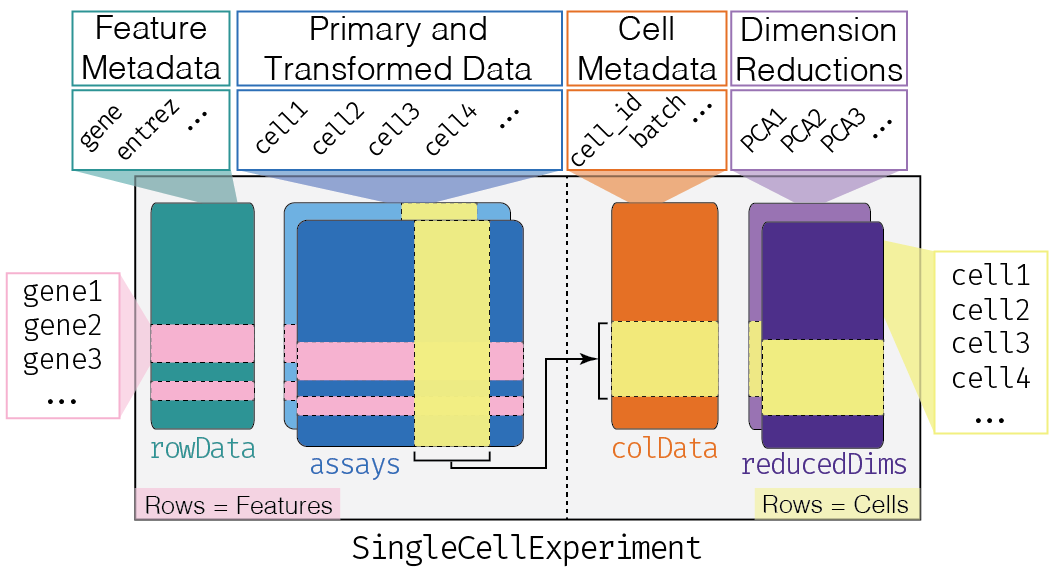 Feature
Metadata
Primary and
Transformed Data
Cell
Metadata
Dimension
Reductions
gene
entrez
...
cell1
cell2
cell3
cell4
...
cell_id
batch
...
PCA1
PCA2
PCA3
...
gene1
gene2
gene3
...
cell1
cell2
cell3
cell4
...
rowData
assays
colData
reducedDims
Rows = Features
Rows = Cells
SingleCellExperiment